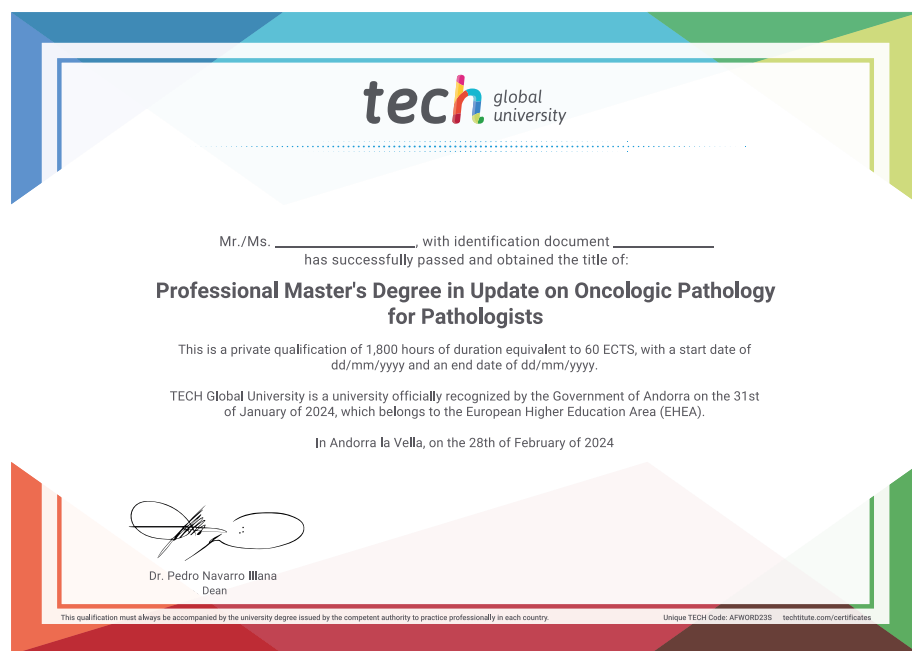 tech global university
Mr./Ms. ____________________, with identification document ______________
has successfully passed and obtained the title of:
Professional Master's Degree in Update on Oncologic Pathology
for Pathologists
This is a private qualification of 1,800 hours of duration equivalent to 60 ECTS, with a start date of
dd/mm/yyyy and an end date of dd/mm/yyyy.
TECH Global University is a university officially recognized by the Government of Andorra on the 31st
of January of 2024, which belongs to the European Higher Education Area (EHEA).
In Andorra la Vella, on the 28th of February of 2024
Dr. Pedro Navarro Illana
Dean
This qualification must always be accompanied by the university degree issued by the competent authority to practice professionally in each country.
Unique TECH Code: AFWORD23S techtitute.com/certificates